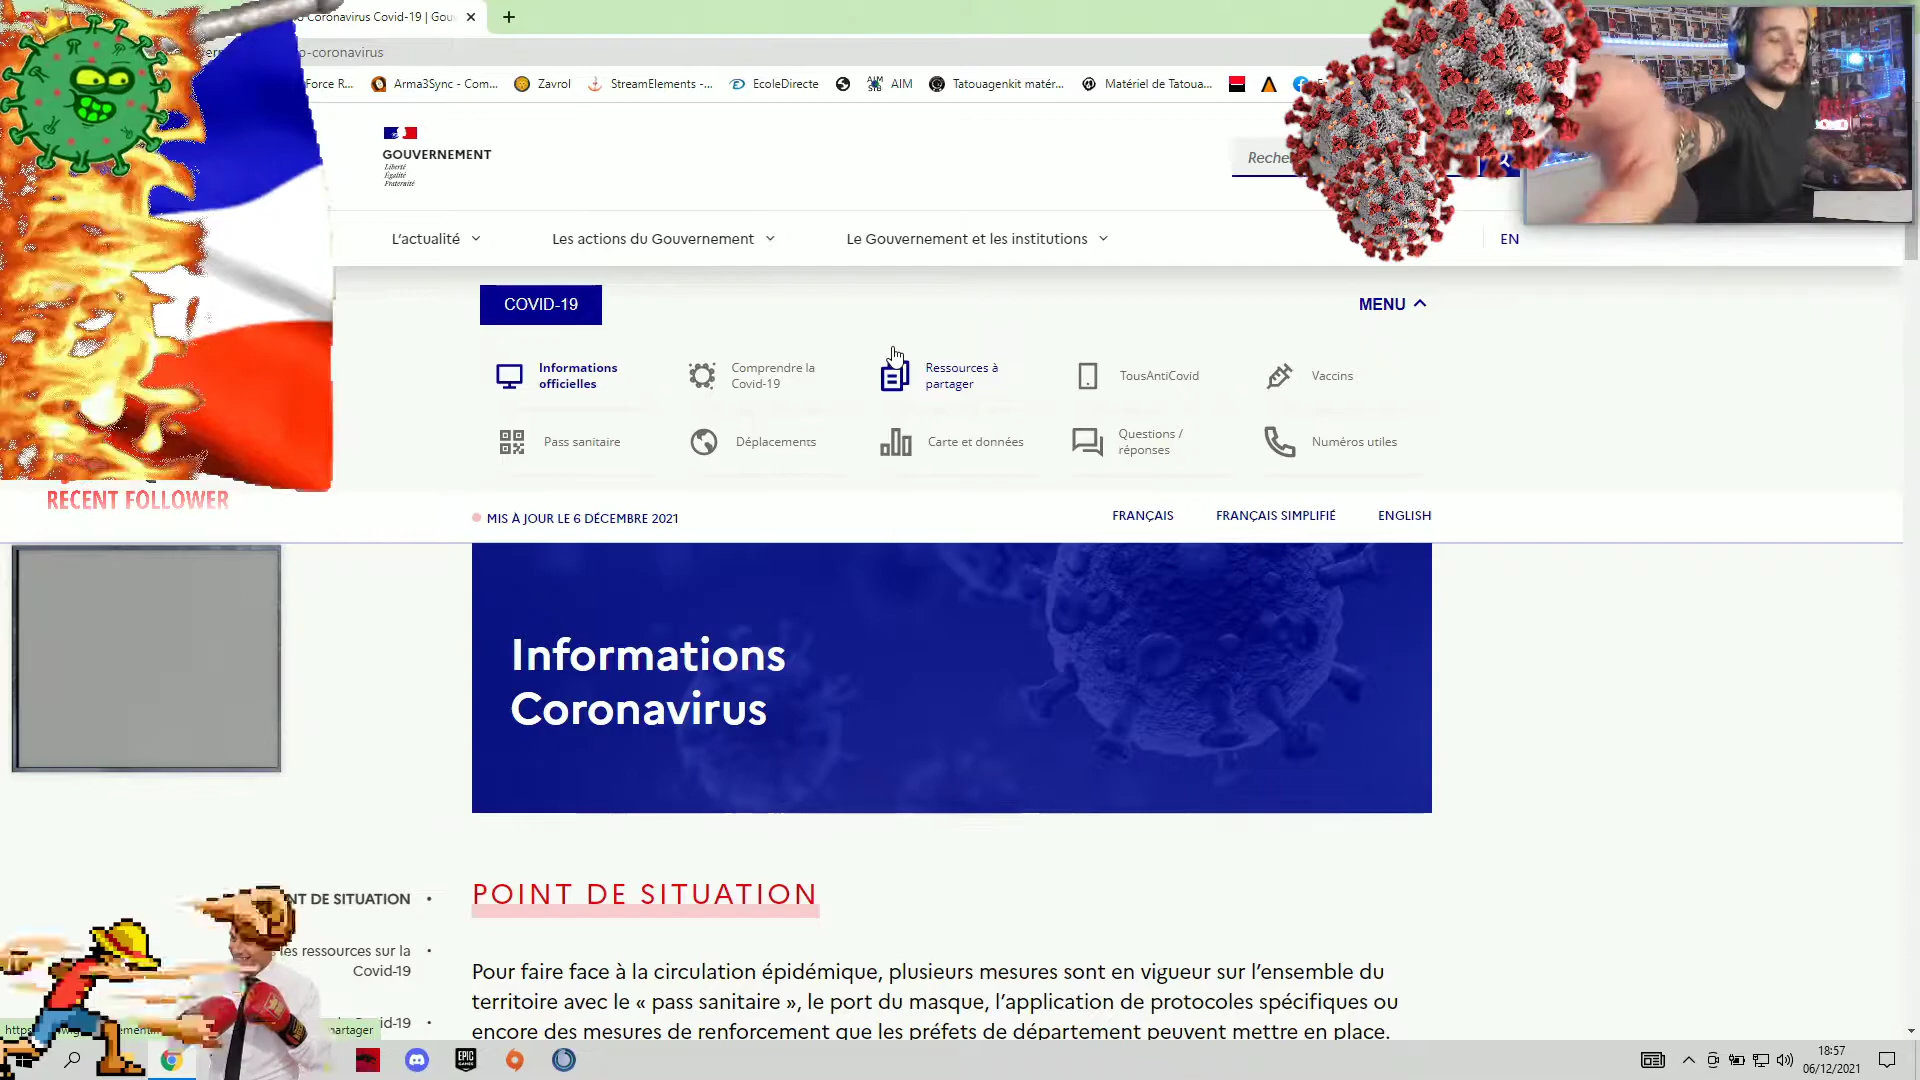 Coronavirus Covid-19 | Gou
o-coronavirus
Force R...
Arma3Sync - Com...
Zavrol
StreamElements -...
EcoleDirecte
AIM
Tatouagenkit matér...
Matériel de Tatoua...
GOUVERNEMENT
Liberté
Égalité
Fraternité
L'actualité
Les actions du Gouvernement
Le Gouvernement et les institutions
EN
COVID-19
MENU
Informations
officielles
Comprendre la
Covid-19
Ressources à
partager
TousAntiCovid
Vaccins
Pass sanitaire
Déplacements
Carte et données
Questions /
réponses
Numéros utiles
RECENT FOLLOWER
MIS À JOUR LE 6 DÉCEMBRE 2021
FRANÇAIS
FRANÇAIS SIMPLIFIÉ
ENGLISH
Informations
Coronavirus
NT DE SITUATION
POINT DE SITUATION
les ressources sur la
Covid-19
Pour faire face à la circulation épidémique, plusieurs mesures sont en vigueur sur l'ensemble du
territoire avec le « pass sanitaire », le port du masque, l'application de protocoles spécifiques ou
encore des mesures de renforcement que les préfets de département peuvent mettre en place.
EPIC
GAMES
18:57
06/12/2021